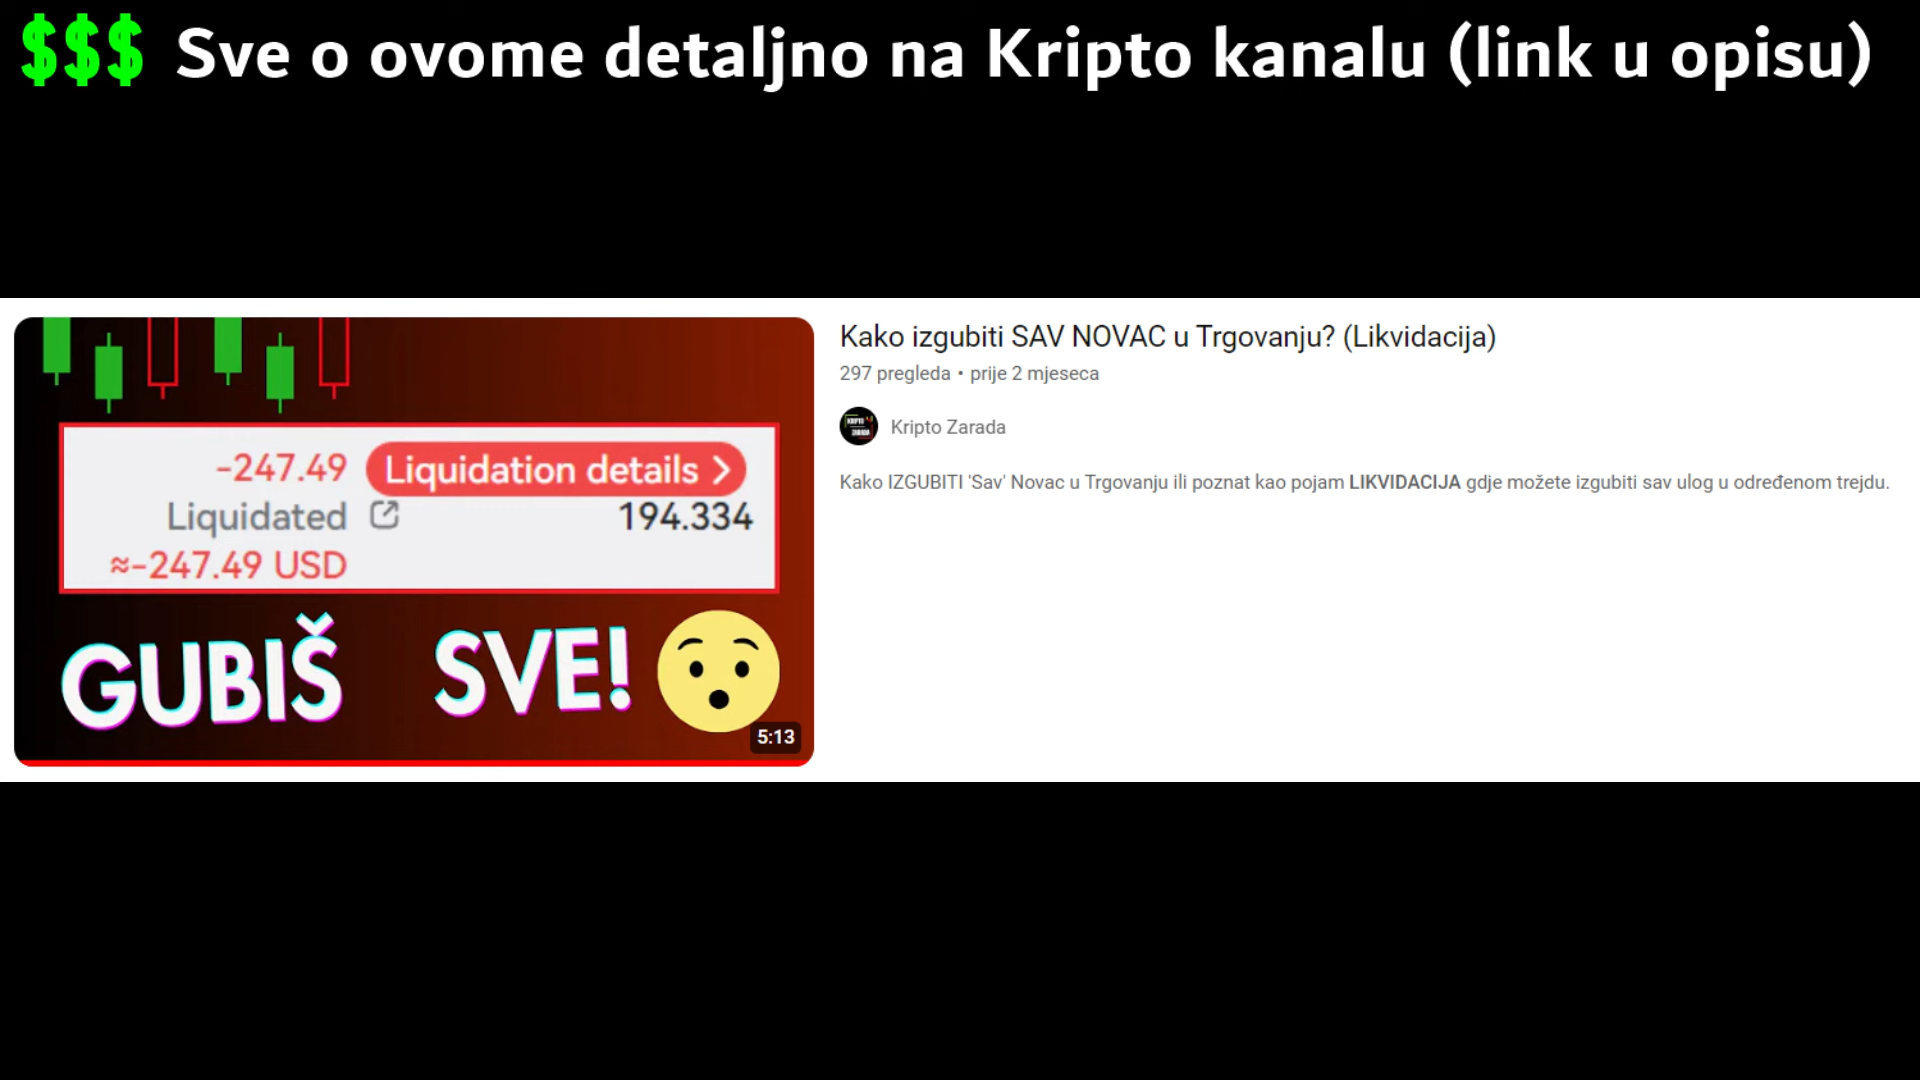 $$$ Sve o ovome detaljno na Kripto kanalu (link u opisu)
-247.49 Liquidation details >
Liquidated 194.334
≈-247.49 USD
GUBIŠ SVE!
5:13
Kako izgubiti SAV NOVAC u Trgovanju? (Likvidacija)
297 pregleda • prije 2 mjeseca
KRIPTO
ZARADA
Kripto Zarada
Kako IZGUBITI 'Sav' Novac u Trgovanju ili poznat kao pojam LIKVIDACIJA gdje možete izgubiti sav ulog u određenom trejdu.